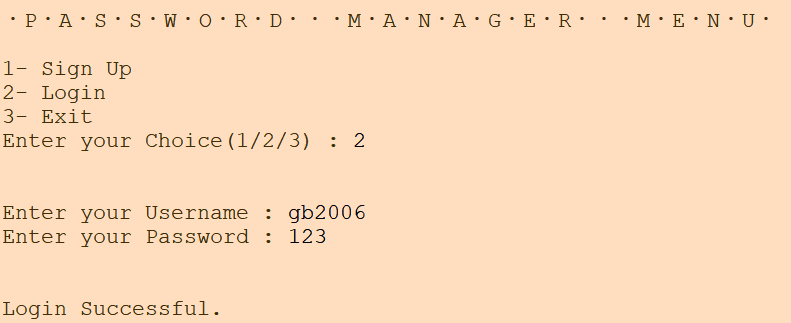 ·P·A·S·S·W·O·R·D· · ·M·A·N·A·G·E·R· · ·M·E·N·U·
1- Sign Up
2- Login
3- Exit
Enter your Choice(1/2/3) : 2
Enter your Username : gb2006
Enter your Password : 123
Login Successful.